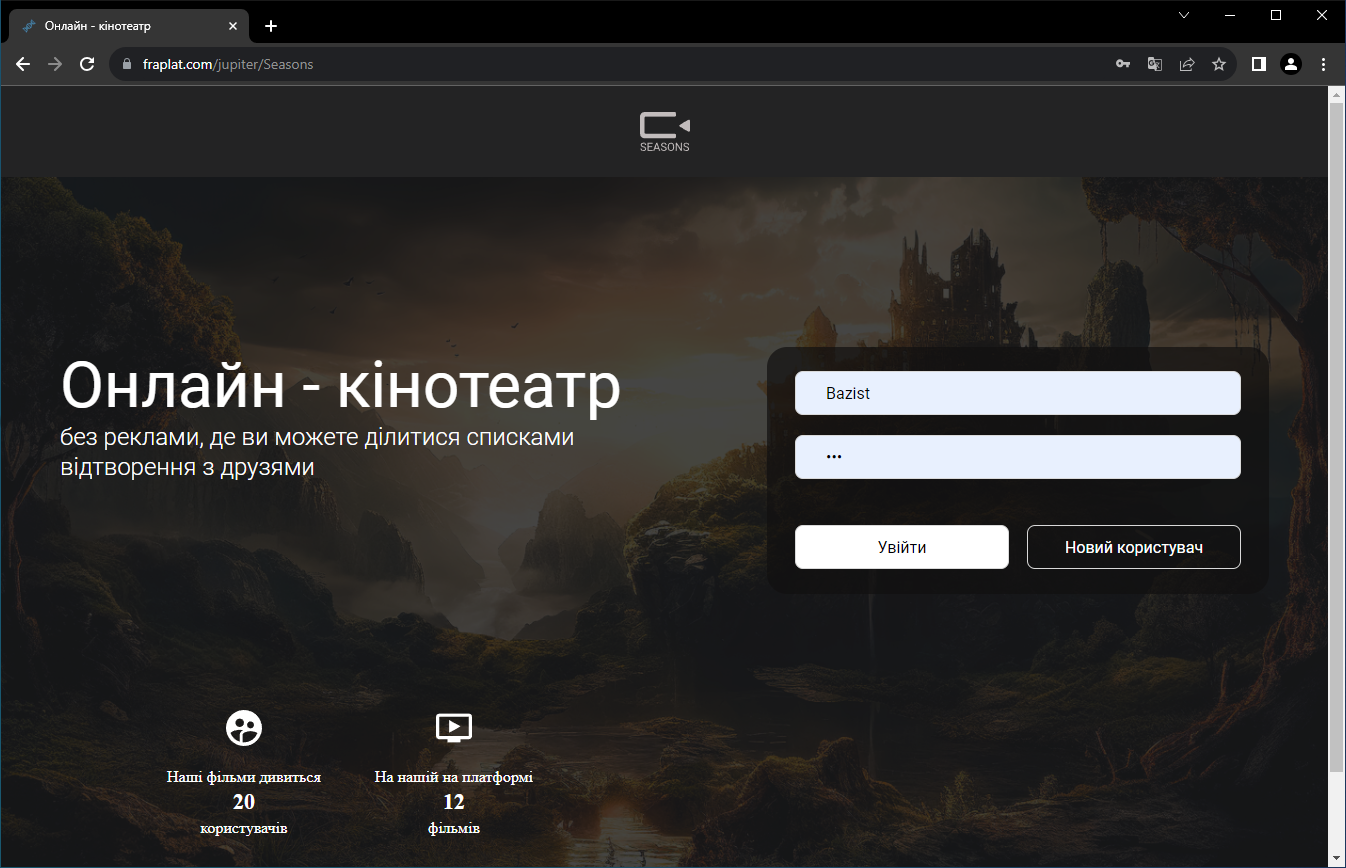 Онлайн - кінотеатр
fraplat.com/jupiter/Seasons
SEASONS
Онлайн - кінотеатр
без реклами, де ви можете ділитися списками
відтворення з друзями
Bazist
•••
Увійти
Новий користувач
Наші фільми дивиться
20
користувачів
На нашій на платформі
12
фільмів